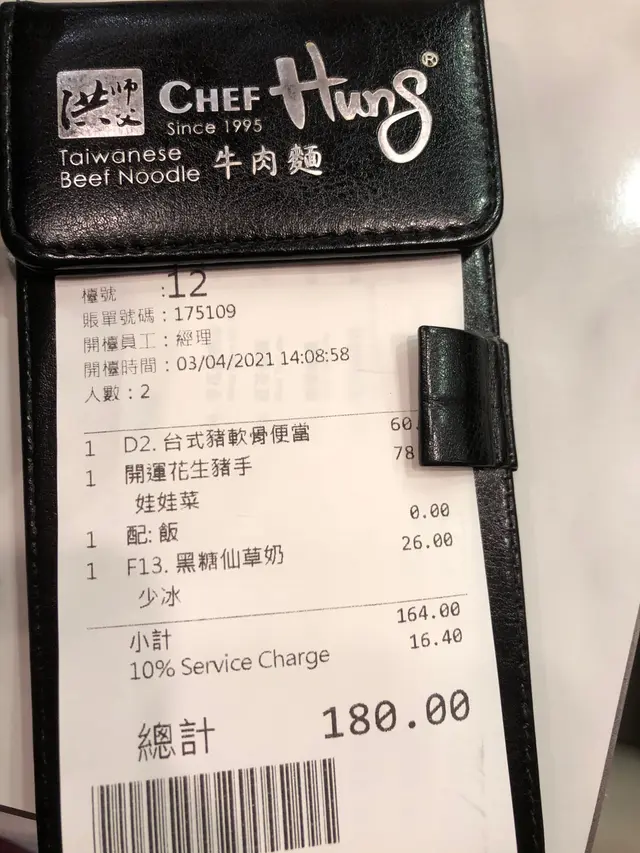 洪師父 CHEF Hung®
Since 1995
Taiwanese
Beef Noodle 牛肉麵
檯號 :12
賬單號碼：175109
開檯員工：經理
開檯時間：03/04/2021 14:08:58
人數：2
1 D2. 台式豬軟骨便當 60.
1 開運花生豬手 78
娃娃菜
1 配: 飯 0.00
1 F13. 黑糖仙草奶 26.00
少冰
小計 164.00
10% Service Charge 16.40
總計 180.00